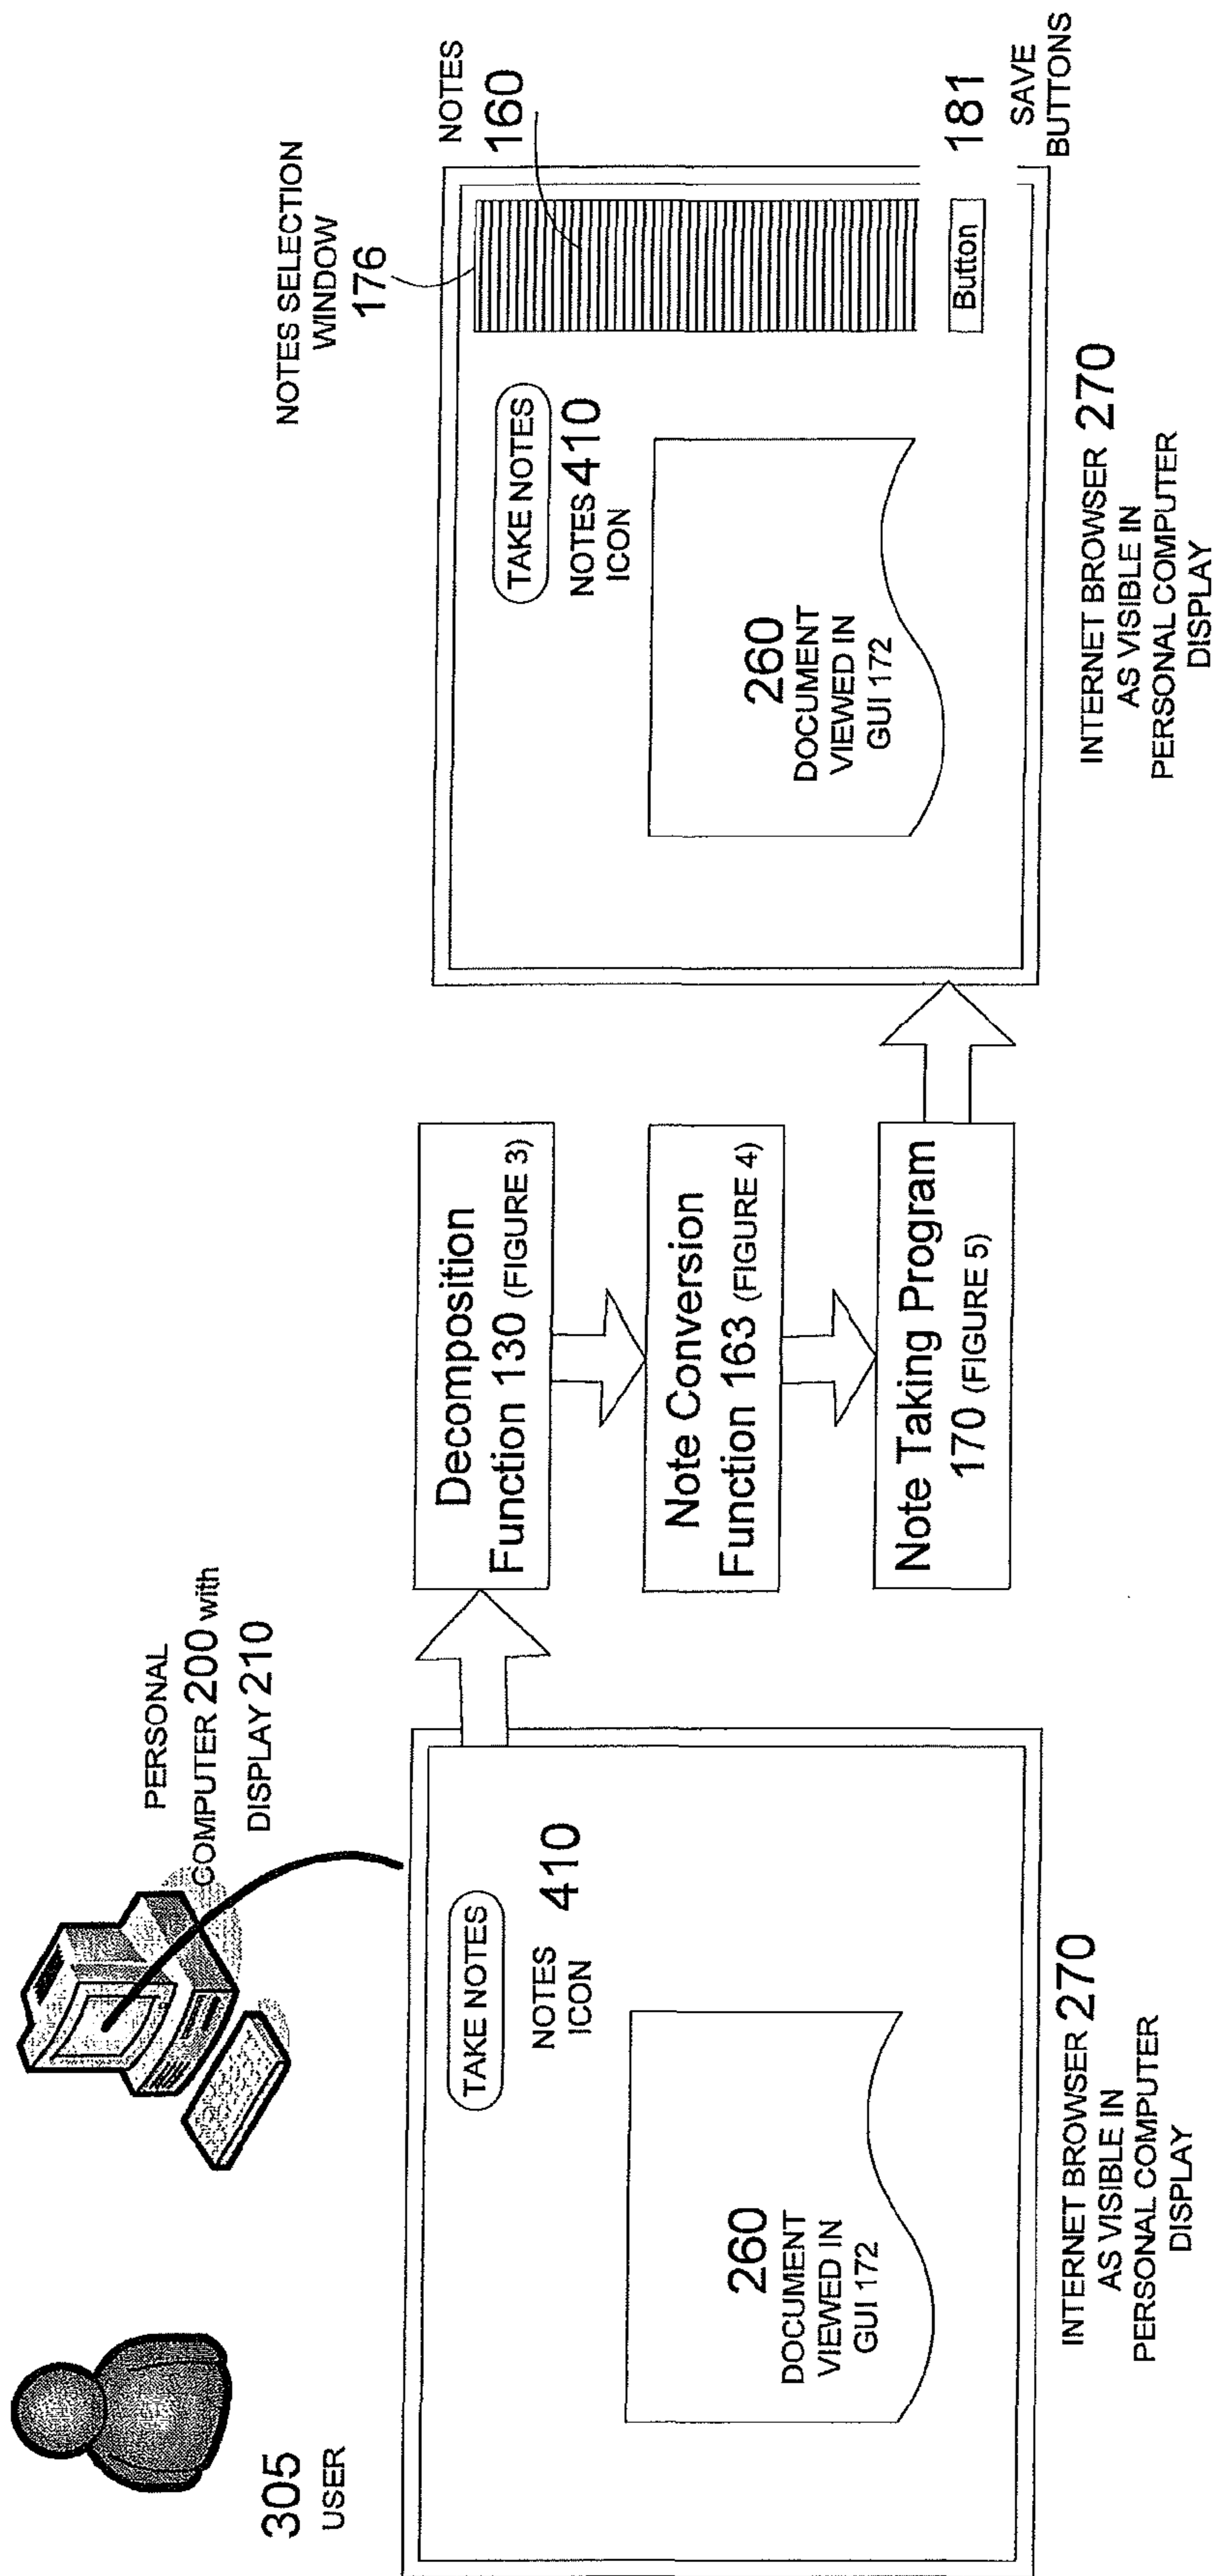 305
USER
PERSONAL
COMPUTER 200 with
DISPLAY 210
TAKE NOTES
NOTES
ICON
410
260
DOCUMENT
VIEWED IN
GUI 172
INTERNET BROWSER 270
AS VISIBLE IN
PERSONAL COMPUTER
DISPLAY
Decomposition
Function 130 (FIGURE 3)
Note Conversion
Function 163 (FIGURE 4)
Note Taking Program
170 (FIGURE 5)
NOTES SELECTION
WINDOW
176
NOTES
160
TAKE NOTES
NOTES 410
ICON
260
DOCUMENT
VIEWED IN
GUI 172
Button
181
SAVE
BUTTONS
INTERNET BROWSER 270
AS VISIBLE IN
PERSONAL COMPUTER
DISPLAY